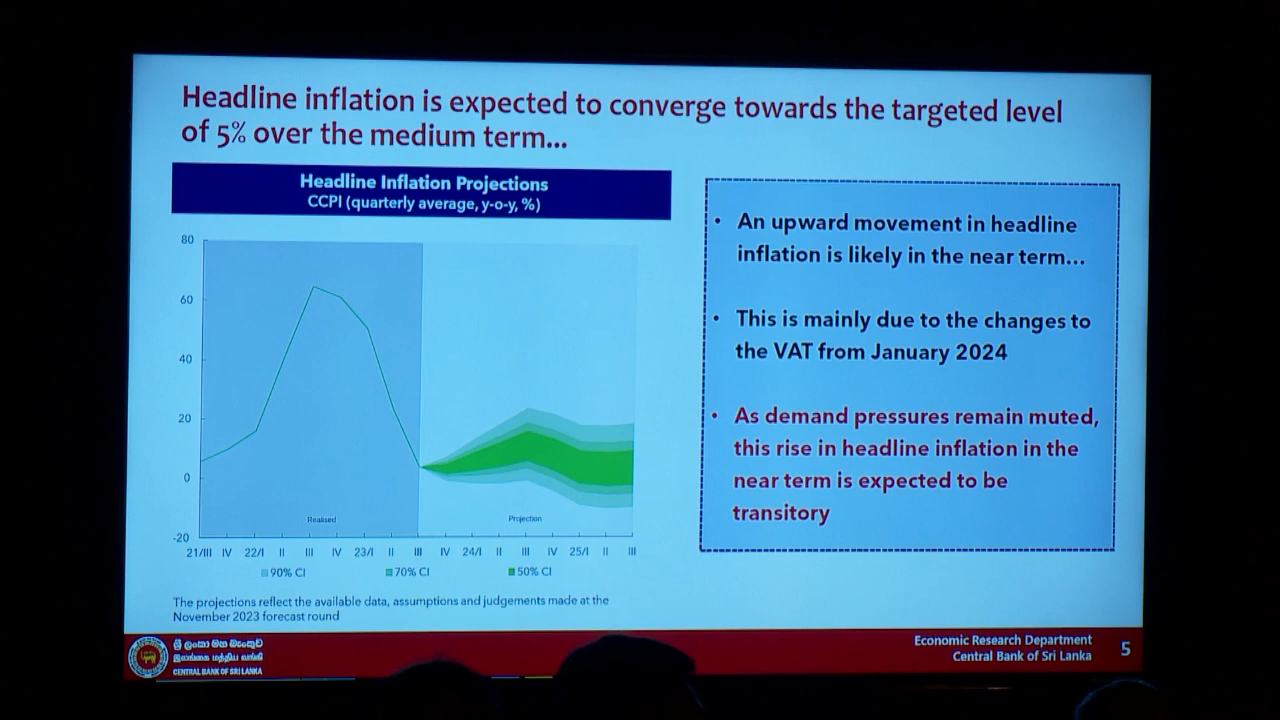 Headline inflation is expected to converge towards the targeted level
of 5% over the medium term...
Headline Inflation Projections
CCPI (quarterly average, y-o-y, %)
80
60
40
20
0
-20
Realised
Projection
21/III IV 22/I II III IV 23/I II III IV 24/I II III IV 25/I II III
90% CI 70% CI 50% CI
The projections reflect the available data, assumptions and judgements made at the
November 2023 forecast round
• An upward movement in headline
inflation is likely in the near term...
• This is mainly due to the changes to
the VAT from January 2024
• As demand pressures remain muted,
this rise in headline inflation in the
near term is expected to be
transitory
ශ්‍රී ලංකා මහ බැංකුව
இலங்கை மத்திய வங்கி
CENTRAL BANK OF SRI LANKA
Economic Research Department
Central Bank of Sri Lanka
5